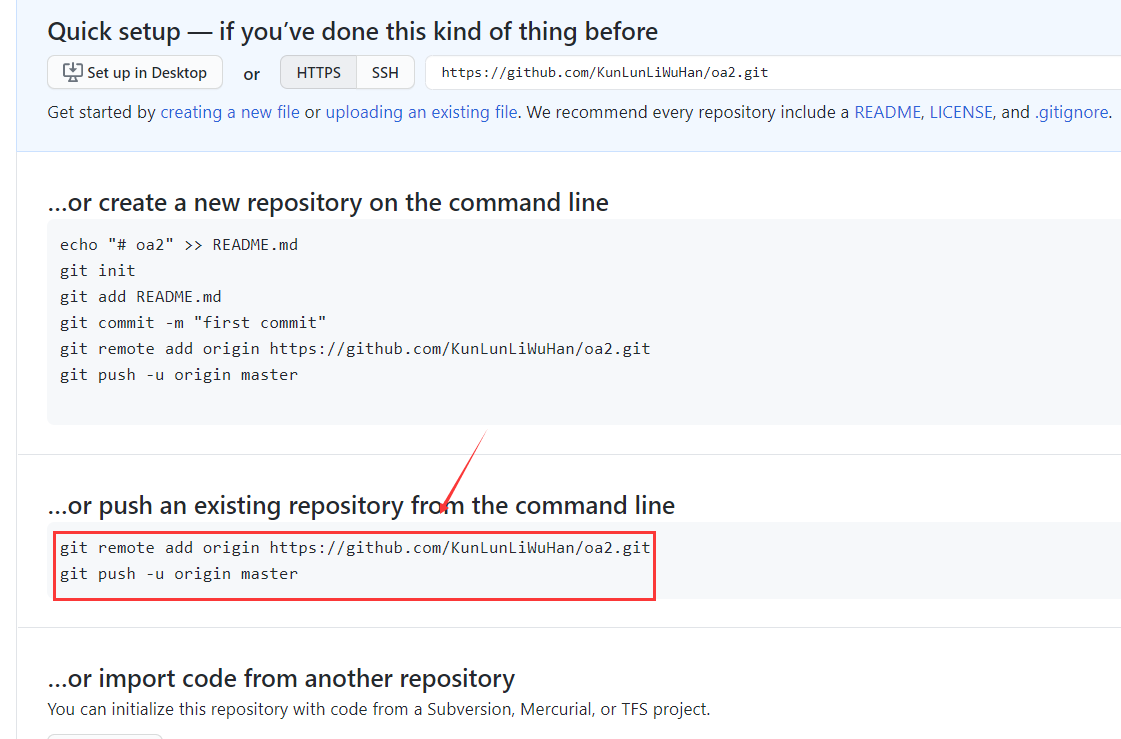 Quick setup — if you’ve done this kind of thing before
Set up in Desktop or HTTPS SSH https://github.com/KunLunLiWuHan/oa2.git
Get started by creating a new file or uploading an existing file. We recommend every repository include a README, LICENSE, and .gitignore.
…or create a new repository on the command line
echo "# oa2" >> README.md
git init
git add README.md
git commit -m "first commit"
git remote add origin https://github.com/KunLunLiWuHan/oa2.git
git push -u origin master
…or push an existing repository from the command line
git remote add origin https://github.com/KunLunLiWuHan/oa2.git
git push -u origin master
…or import code from another repository
You can initialize this repository with code from a Subversion, Mercurial, or TFS project.